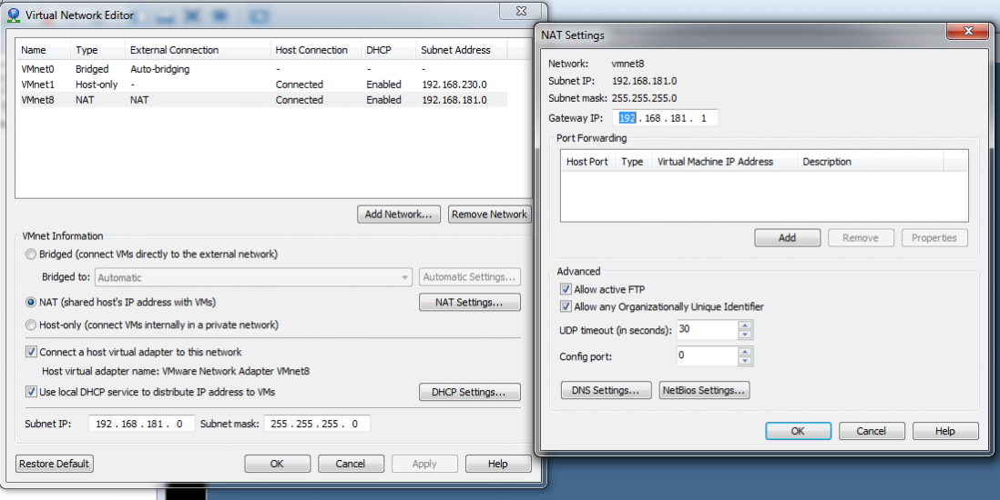 Virtual Network Editor
Name Type External Connection Host Connection DHCP Subnet Address
VMnet0 Bridged Auto-bridging - - -
VMnet1 Host-only - Connected Enabled 192.168.230.0
VMnet8 NAT NAT Connected Enabled 192.168.181.0
Add Network... Remove Network
VMnet Information
Bridged (connect VMs directly to the external network)
Bridged to: Automatic Automatic Settings...
NAT (shared host's IP address with VMs) NAT Settings...
Host-only (connect VMs internally in a private network)
Connect a host virtual adapter to this network
Host virtual adapter name: VMware Network Adapter VMnet8
Use local DHCP service to distribute IP address to VMs DHCP Settings...
Subnet IP: 192 . 168 . 181 . 0 Subnet mask: 255 . 255 . 255 . 0
Restore Default OK Cancel Apply Help
NAT Settings
Network: vmnet8
Subnet IP: 192.168.181.0
Subnet mask: 255.255.255.0
Gateway IP: 192 . 168 . 181 . 1
Port Forwarding
Host Port Type Virtual Machine IP Address Description
Add Remove Properties
Advanced
Allow active FTP
Allow any Organizationally Unique Identifier
UDP timeout (in seconds): 30
Config port: 0
DNS Settings... NetBios Settings...
OK Cancel Help